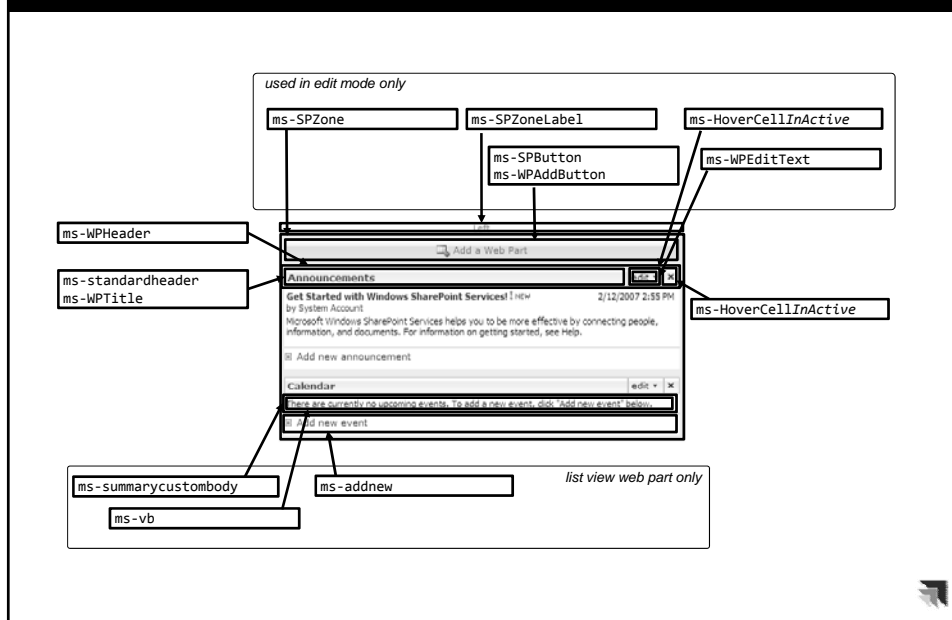 used in edit mode only
ms-SPZone
ms-SPZoneLabel
ms-HoverCellInActive
ms-SPButton
ms-WPAddButton
ms-WPEditText
ms-WPHeader
Left
Add a Web Part
ms-standardheader
ms-WPTitle
Announcements edit ×
Get Started with Windows SharePoint Services! ! NEW 2/12/2007 2:55 PM
by System Account
ms-HoverCellInActive
Microsoft Windows SharePoint Services helps you to be more effective by connecting people,
information, and documents. For information on getting started, see Help.
Add new announcement
Calendar edit ×
There are currently no upcoming events. To add a new event, click "Add new event" below.
Add new event
list view web part only
ms-summarycustombody
ms-addnew
ms-vb